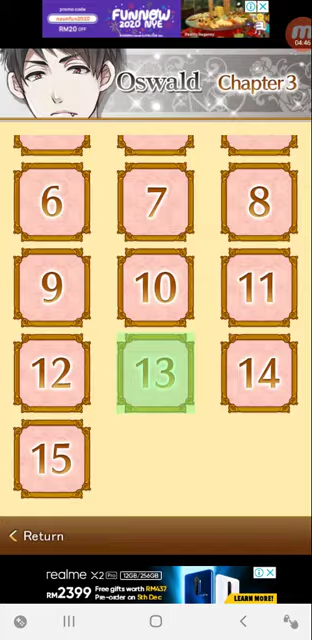 promo code
FUNNOW
2020 NYE
RM20 OFF
04:46
Oswald Chapter 3
6 7 8
9 10 11
12 13 14
15
< Return
realme X2 Pro 12GB/256GB
RM2399 Free gifts worth RM437
Pre-order on 5th Dec
LEARN MORE!